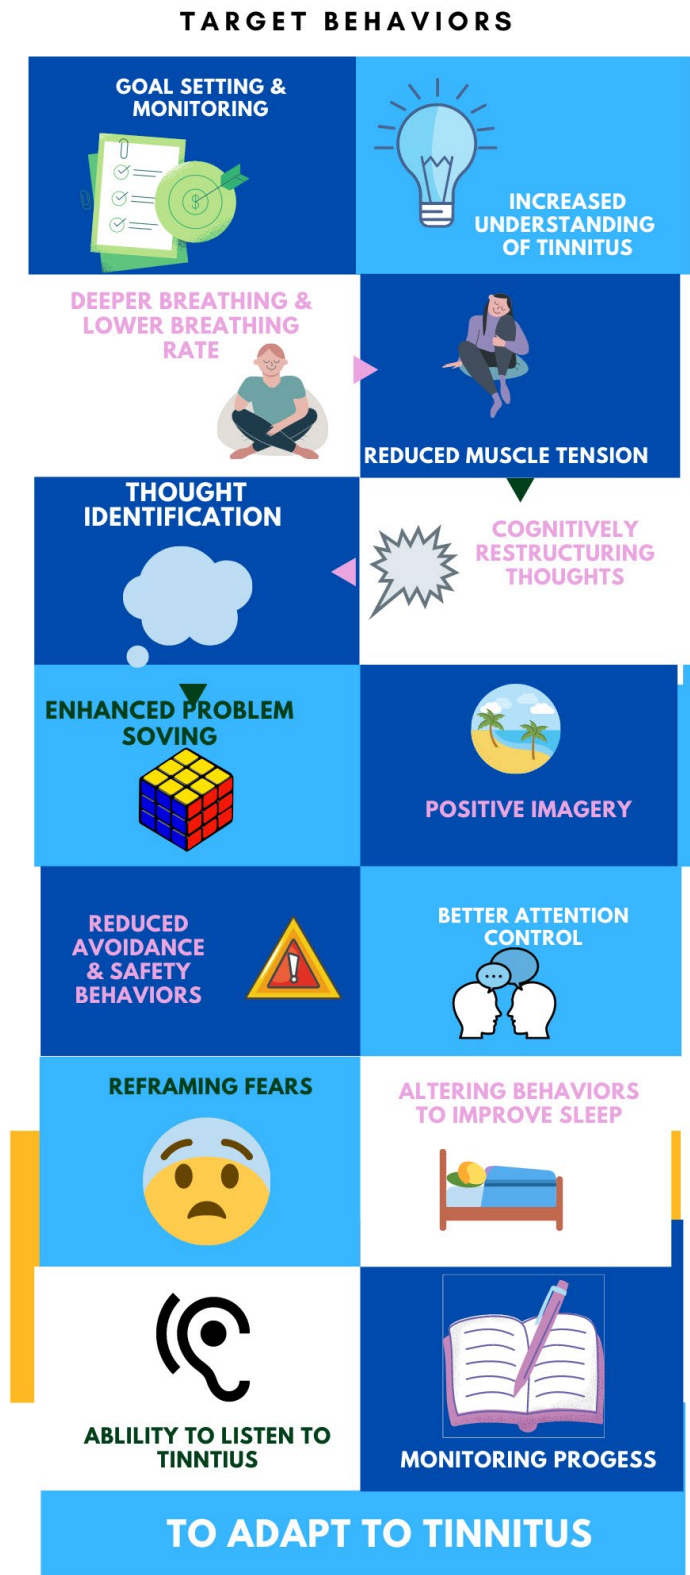 TARGET BEHAVIORS
GOAL SETTING &
MONITORING
INCREASED
UNDERSTANDING
OF TINNITUS
DEEPER BREATHING &
LOWER BREATHING
RATE
REDUCED MUSCLE TENSION
THOUGHT
IDENTIFICATION
COGNITIVELY
RESTRUCTURING
THOUGHTS
ENHANCED PROBLEM
SOVING
POSITIVE IMAGERY
REDUCED
AVOIDANCE
& SAFETY
BEHAVIORS
BETTER ATTENTION
CONTROL
REFRAMING FEARS
ALTERING BEHAVIORS
TO IMPROVE SLEEP
ABLILITY TO LISTEN TO
TINNTIUS
MONITORING PROGESS
TO ADAPT TO TINNITUS